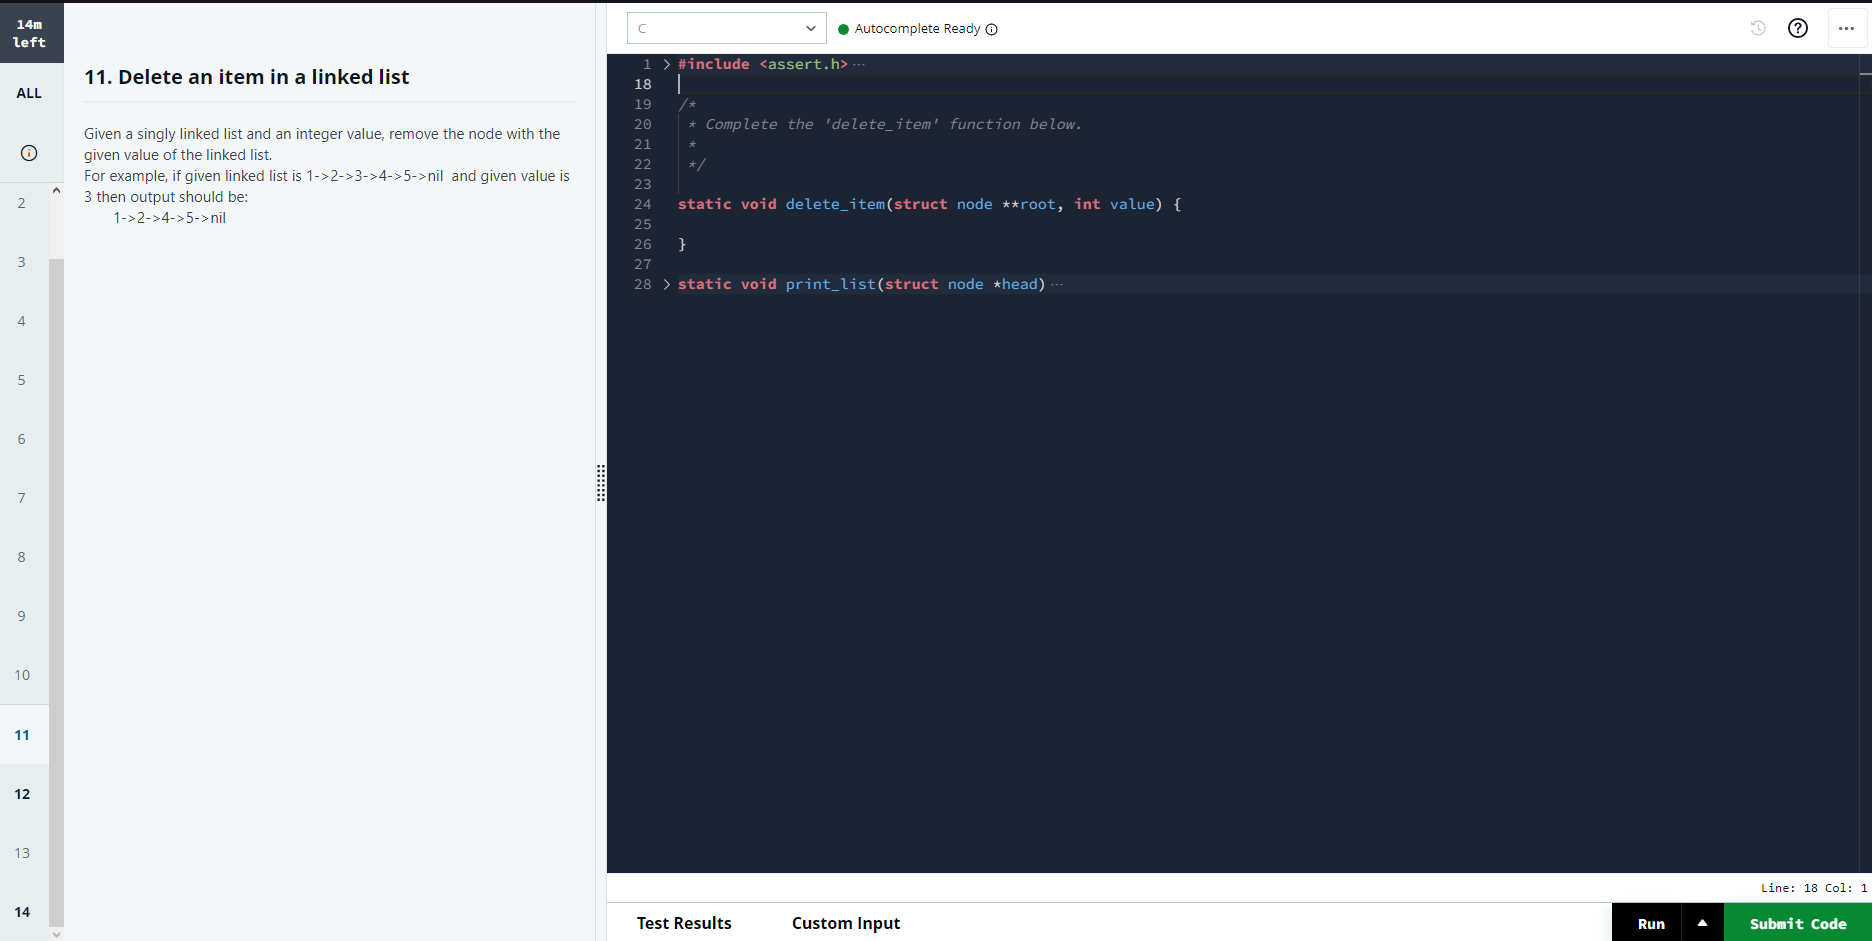 14m
left
ALL
2
3
4
5
6
7
8
9
10
11
12
13
14
11. Delete an item in a linked list
Given a singly linked list and an integer value, remove the node with the
given value of the linked list.
For example, if given linked list is 1->2->3->4->5->nil and given value is
3 then output should be:
1->2->4->5->nil
C
Autocomplete Ready
1 #include <assert.h> ...
18
19 /*
20 * Complete the 'delete_item' function below.
21 *
22 */
23
24 static void delete_item(struct node **root, int value) {
25
26 }
27
28 static void print_list(struct node *head) ...
Line: 18 Col: 1
Test Results Custom Input Run Submit Code